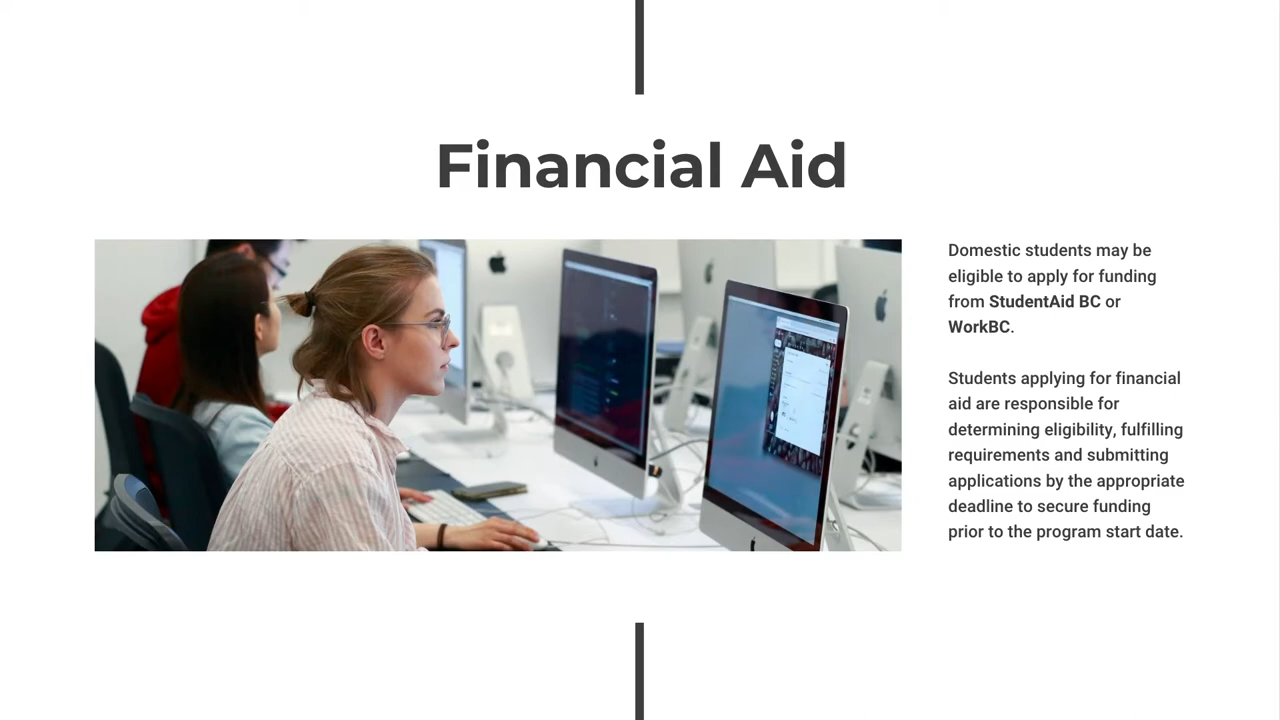 Financial Aid
Domestic students may be
eligible to apply for funding
from StudentAid BC or
WorkBC.
Students applying for financial
aid are responsible for
determining eligibility, fulfilling
requirements and submitting
applications by the appropriate
deadline to secure funding
prior to the program start date.